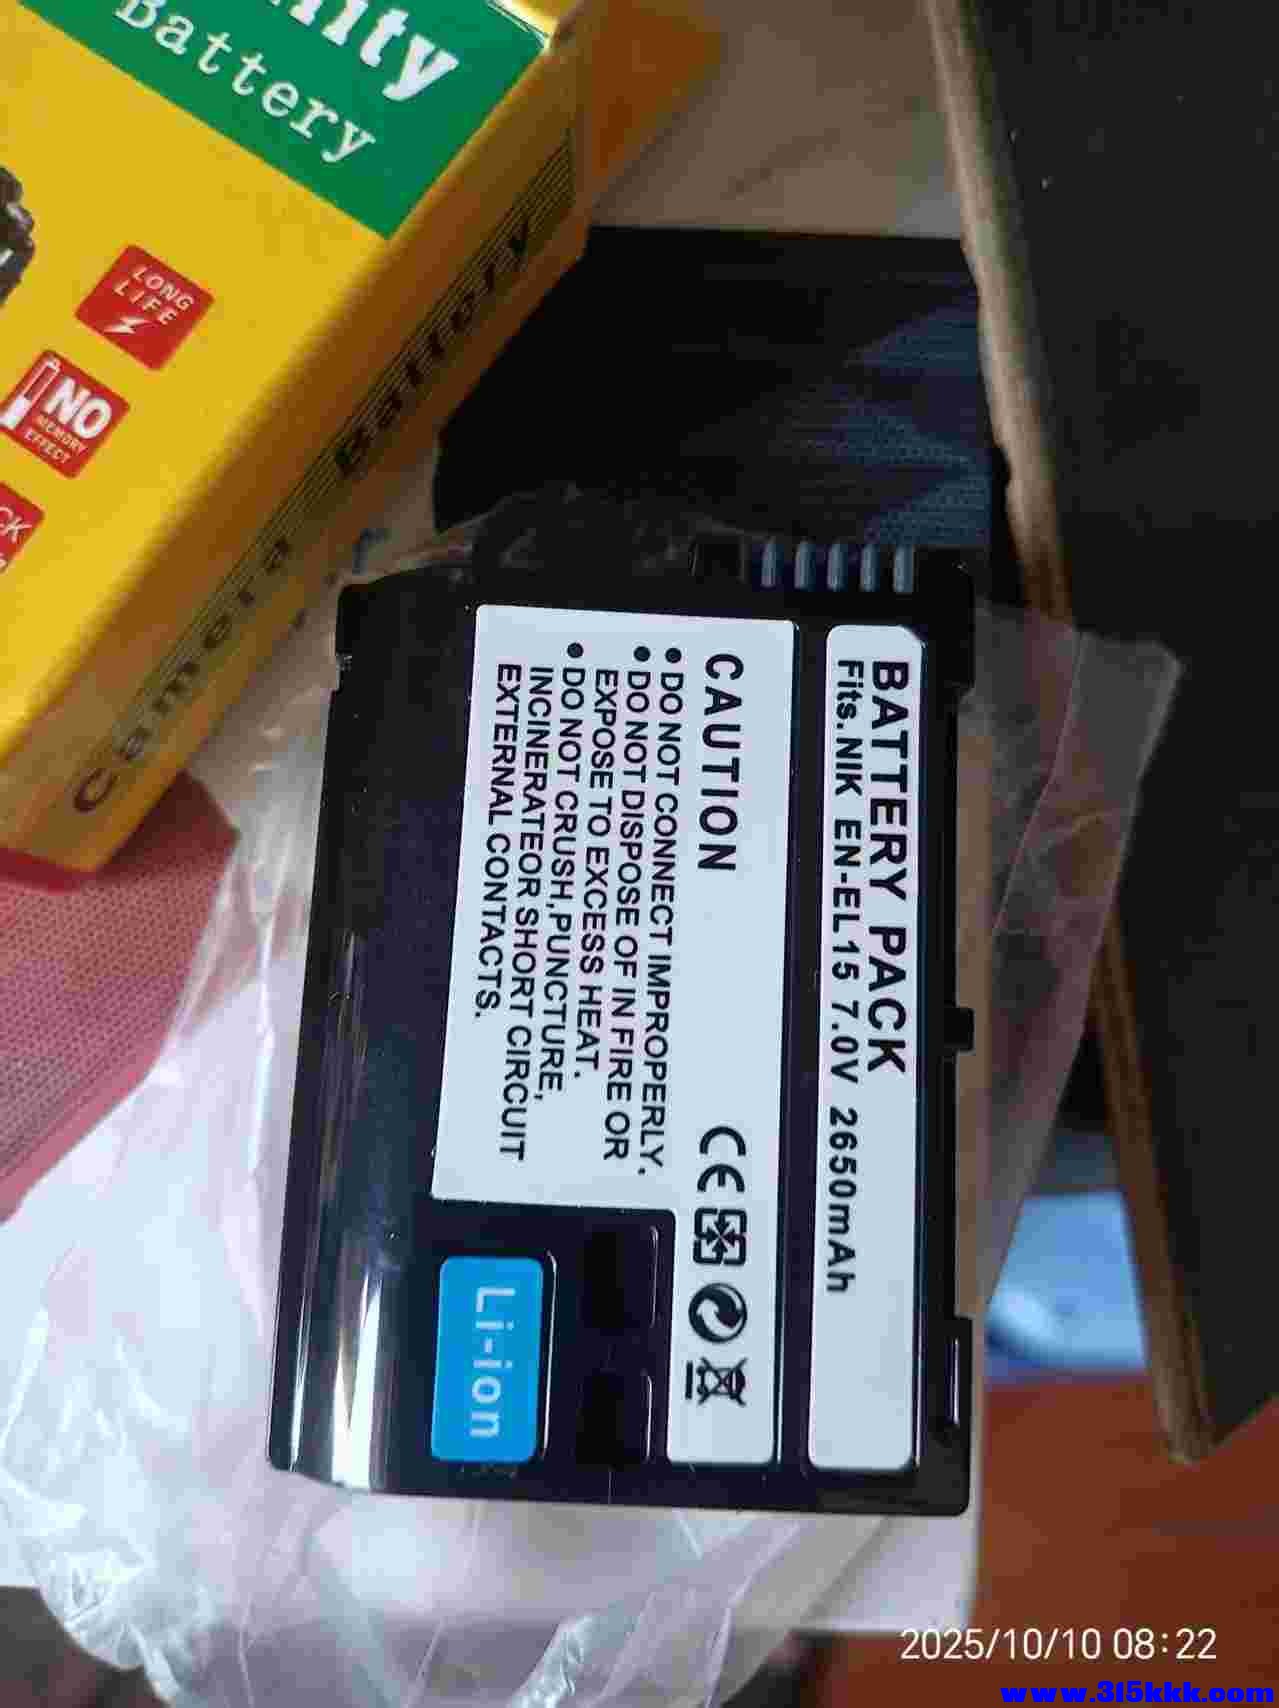 nity
Battery
LONG
LIFE
NO
MEMORY
EFFECT
CK
Camera Battery
BATTERY PACK
Fits.NIK EN-EL15 7.0V 2650mAh
CAUTION
●DO NOT CONNECT IMPROPERLY.
●DO NOT DISPOSE OF IN FIRE OR
EXPOSE TO EXCESS HEAT.
●DO NOT CRUSH,PUNCTURE,
INCINERATEOR SHORT CIRCUIT
EXTERNAL CONTACTS.
CE
Li-ion
2025/10/10 08:22
www.315kkk.com